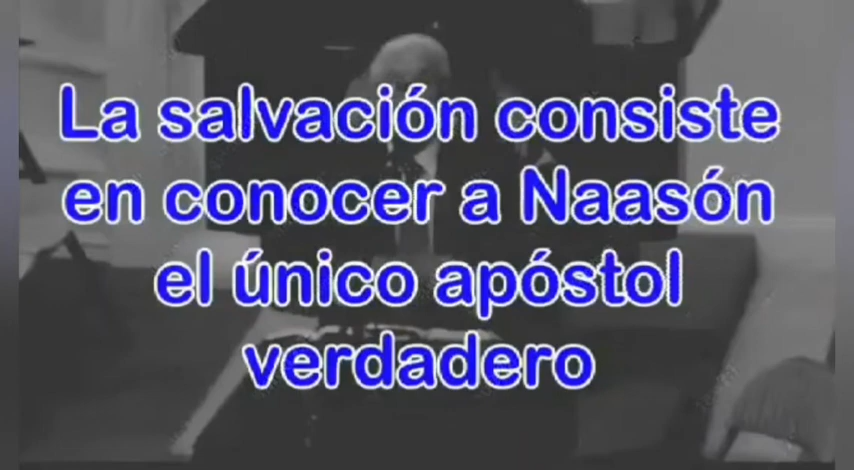 La salvación consiste
en conocer a Naasón
el único apóstol
verdadero